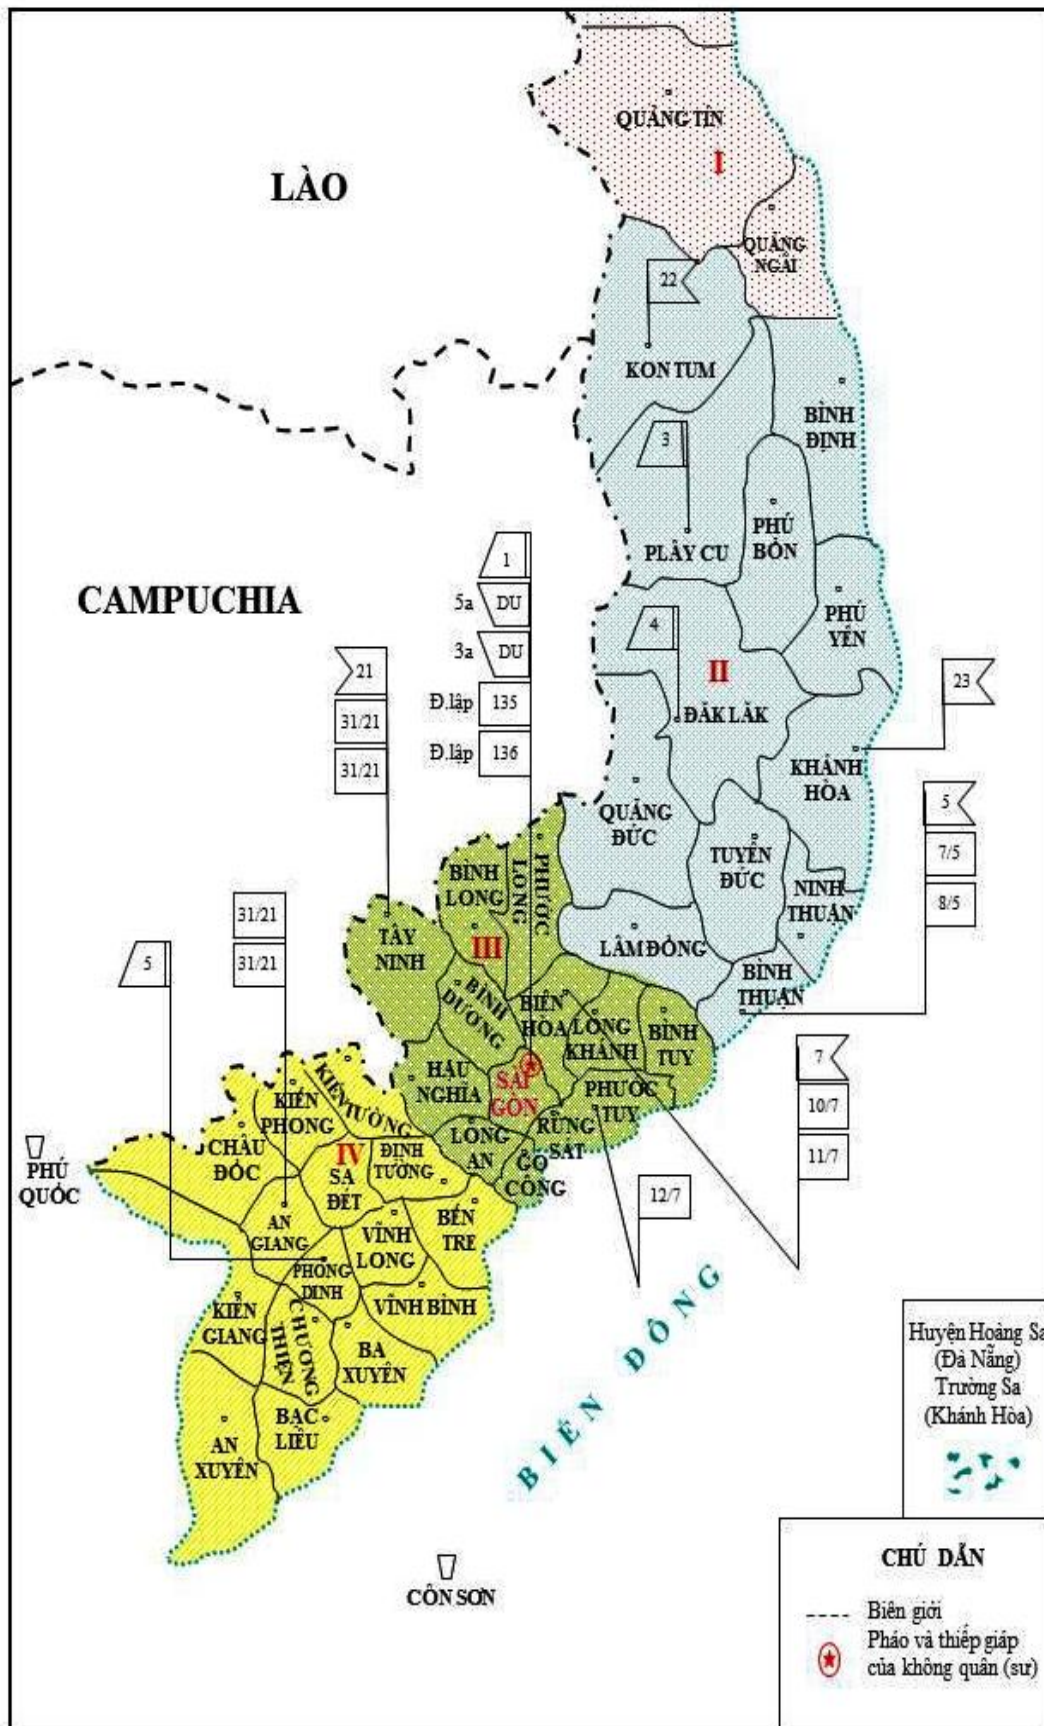 QUẢNG TÍN
I
LÀO
QUẢNG
NGÃI
22
KON TUM
BÌNH
ĐỊNH
3
PHÚ
BỔN
PLÂY CU
1
CAMPUCHIA
5a
DU
PHÚ
YÊN
4
3a
DU
II
21
23
Đ.lập
135
31/21
ĐĂK LĂK
Đ.lập
136
31/21
KHÁNH
HÒA
5
QUẢNG
ĐỨC
7/5
TUYÊN
ĐỨC
PHƯỚC
LONG
BÌNH
LONG
NINH
THUẬN
8/5
31/21
TÂY
NINH
III
LÂM ĐỒNG
31/21
5
BÌNH
THUẬN
BÌNH
DƯƠNG
BIÊN
HÒA
LONG
KHÁNH
BÌNH
TUY
7
HẬU
NGHĨA
SÀI
GÒN
KIẾN TƯỜNG
KIẾN
PHONG
PHƯỚC
TUY
10/7
RỪNG
SÁT
LONG
AN
CHÂU
ĐỐC
IV
ĐỊNH
TƯỜNG
GÒ
CÔNG
11/7
PHÚ
QUỐC
SA
ĐÉC
12/7
AN
GIANG
BẾN
TRE
VĨNH
LONG
PHONG
DINH
KIÊN
GIANG
VĨNH BÌNH
CHƯƠNG
THIỆN
BA
XUYÊN
BẠC
LIÊU
AN
XUYÊN
BIỂN ĐÔNG
Huyện Hoàng Sa
(Đà Nẵng)
Trường Sa
(Khánh Hòa)
CÔN SƠN
CHÚ DẪN
Biên giới
Pháo và thiếp giáp
của không quân (sư)